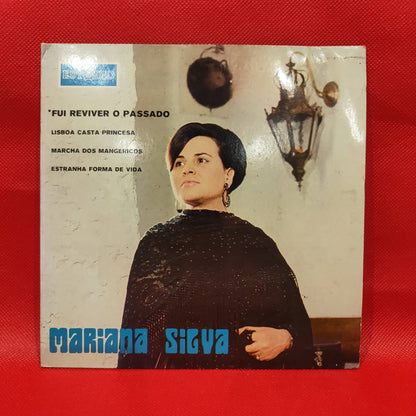 *FUI REVIVER O PASSADO
LISBOA CASTA PRINCESA
MARCHA DOS MANGERICOS
ESTRANHA FORMA DE VIDA
MARIANA SILVA